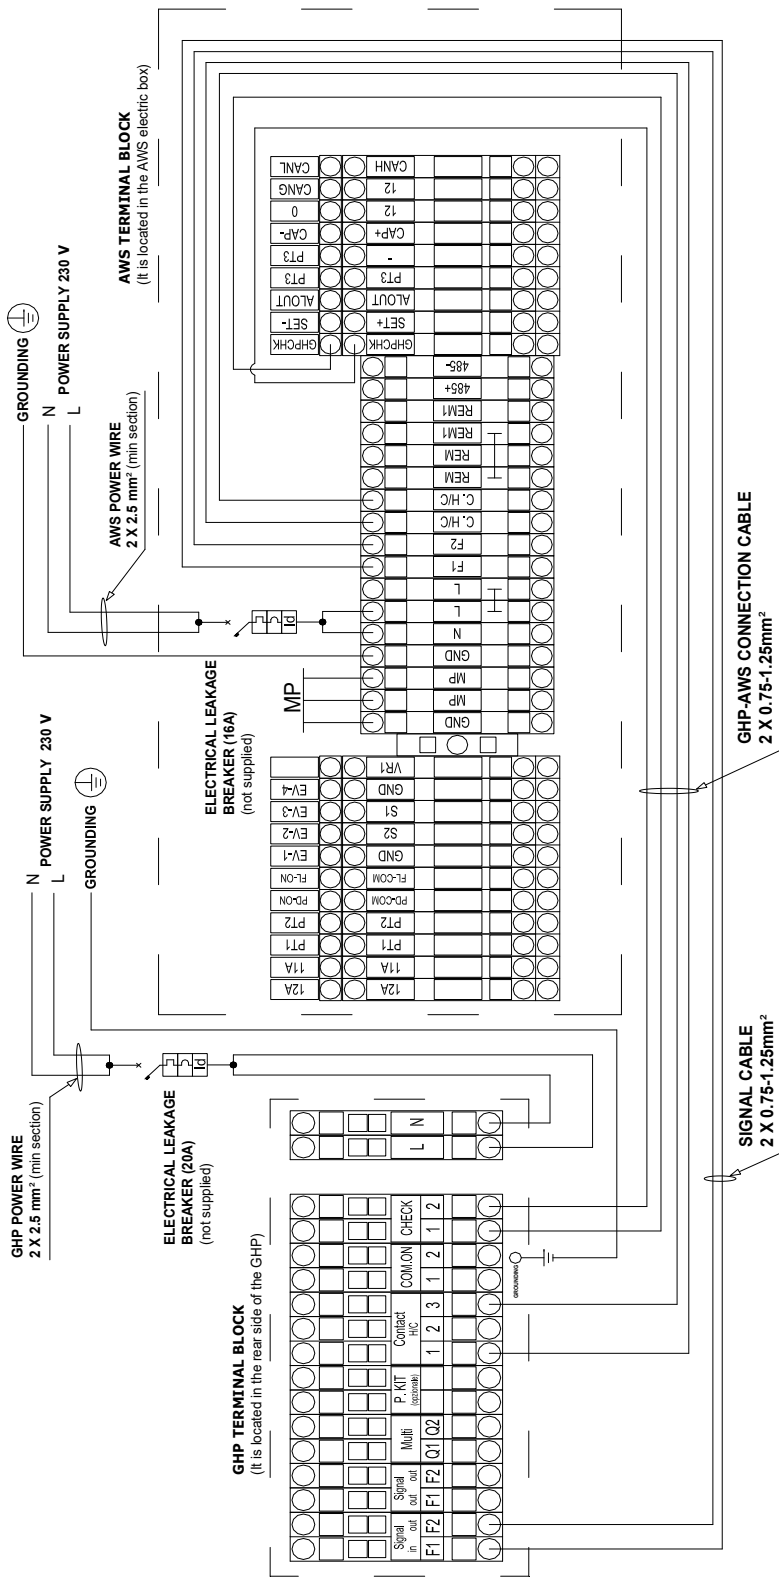 GHP POWER WIRE
2 X 2.5 mm² (min section)
N
POWER SUPPLY 230 V
L
GROUNDING
GROUNDING
N
POWER SUPPLY 230 V
L
AWS POWER WIRE
2 X 2.5 mm² (min section)
AWS TERMINAL BLOCK
(It is located in the AWS electric box)
ELECTRICAL LEAKAGE
BREAKER (20A)
(not supplied)
Id
ELECTRICAL LEAKAGE
BREAKER (16A)
(not supplied)
Id
MP
GHP TERMINAL BLOCK
(It is located in the rear side of the GHP)
Signal in out
F1 F2
Signal out out
F1 F2
Multi
Q1 Q2
P. KIT
(opzionale)
Contact
H/C
1 2 3
COM.ON
1 2
CHECK
1 2
L N
GROUNDING
12A 11A PT1 PT2 PD-ON FL-ON EV-1 EV-2 EV-3 EV-4
12A 11A PT1 PT2 PD-COM FL-COM GND S2 S1 GND VR1
GND MP MP GND N L L F1 F2 C. H/C C. H/C REM REM REM1 REM1 485+ 485-
GHPCHK SET- ALOUT PT3 PT3 CAP- 0 CANG CANL
GHPCHK SET+ ALOUT PT3 - CAP+ 12 12 CANH
SIGNAL CABLE
2 X 0.75-1.25mm²
GHP-AWS CONNECTION CABLE
2 X 0.75-1.25mm²